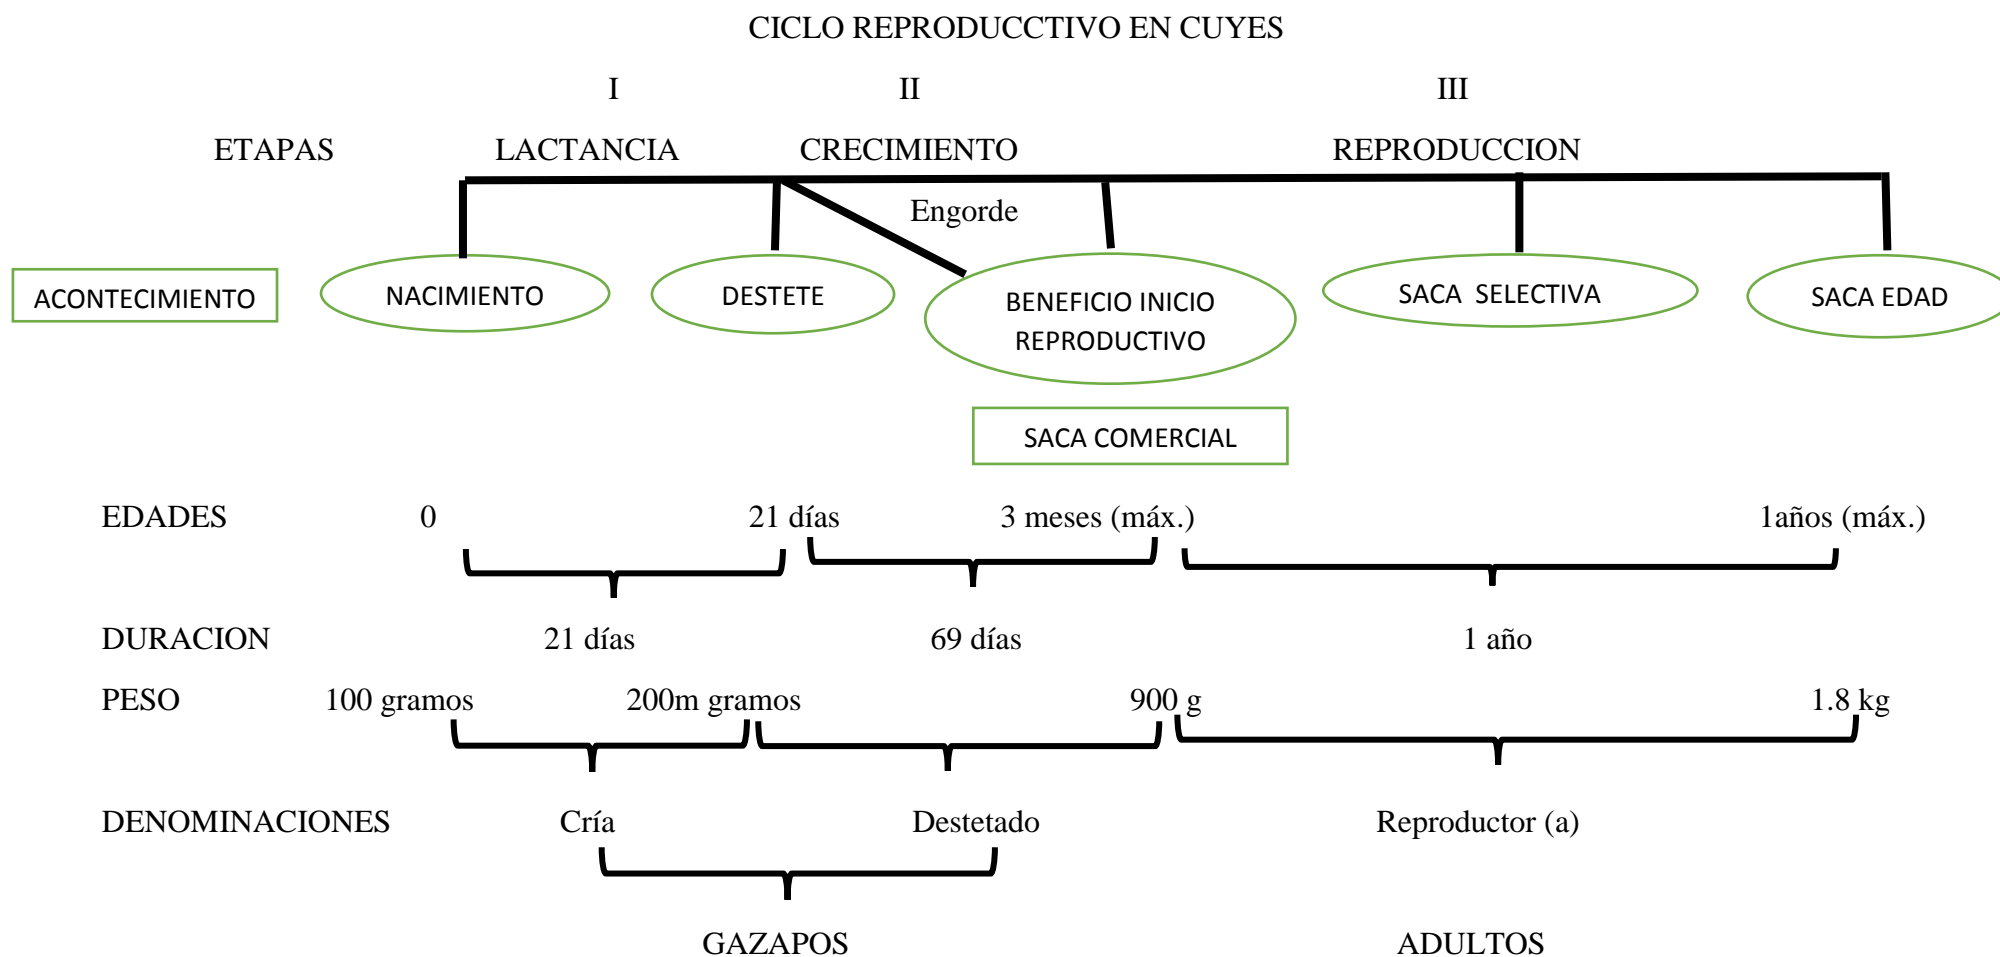 CICLO REPRODUCCTIVO EN CUYES
I II III
ETAPAS LACTANCIA CRECIMIENTO REPRODUCCION
Engorde
ACONTECIMIENTO NACIMIENTO DESTETE BENEFICIO INICIO REPRODUCTIVO SACA SELECTIVA SACA EDAD
SACA COMERCIAL
EDADES 0 21 días 3 meses (máx.) 1años (máx.)
DURACION 21 días 69 días 1 año
PESO 100 gramos 200m gramos 900 g 1.8 kg
DENOMINACIONES Cría Destetado Reproductor (a)
GAZAPOS ADULTOS